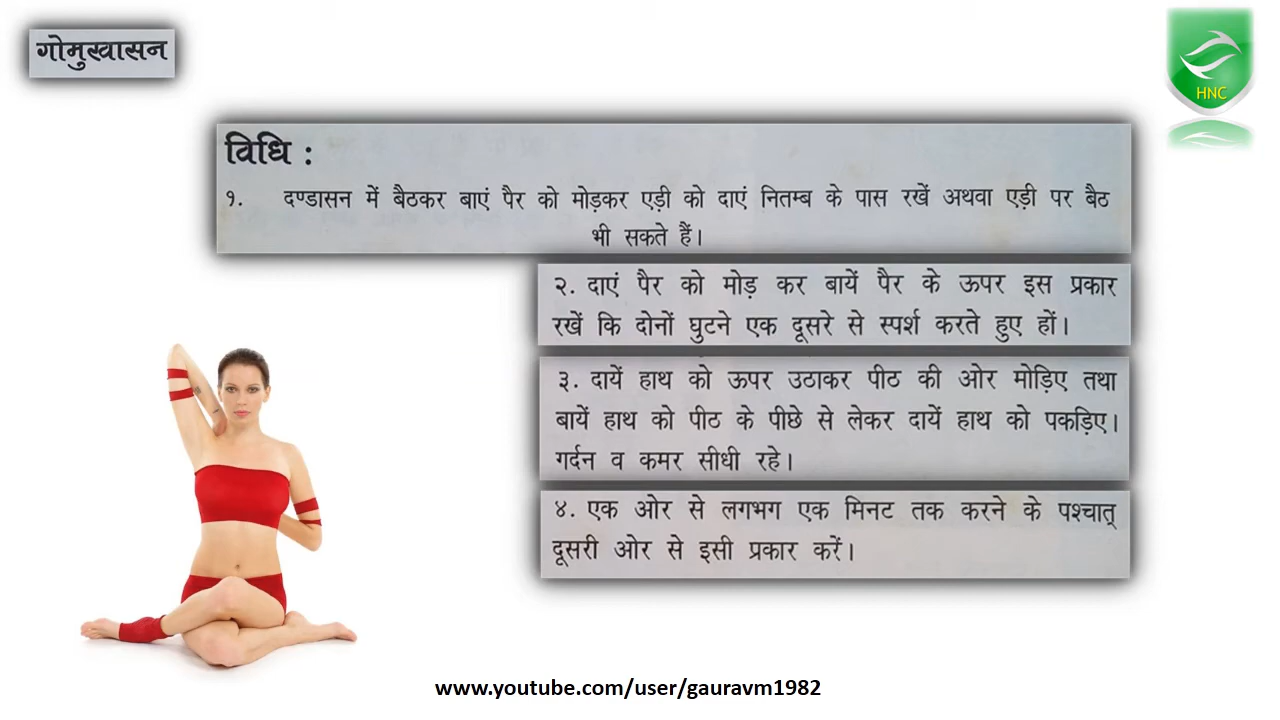 गोमुखासन
HNC
विधि :
१. दण्डासन में बैठकर बाएं पैर को मोड़कर एड़ी को दाएं नितम्ब के पास रखें अथवा एड़ी पर बैठ
भी सकते हैं।
२. दाएं पैर को मोड़ कर बायें पैर के ऊपर इस प्रकार
रखें कि दोनों घुटने एक दूसरे से स्पर्श करते हुए हों।
३. दायें हाथ को ऊपर उठाकर पीठ की ओर मोड़िए तथा
बायें हाथ को पीठ के पीछे से लेकर दायें हाथ को पकड़िए।
गर्दन व कमर सीधी रहे।
४. एक ओर से लगभग एक मिनट तक करने के पश्चात्
दूसरी ओर से इसी प्रकार करें।
www.youtube.com/user/gauravm1982